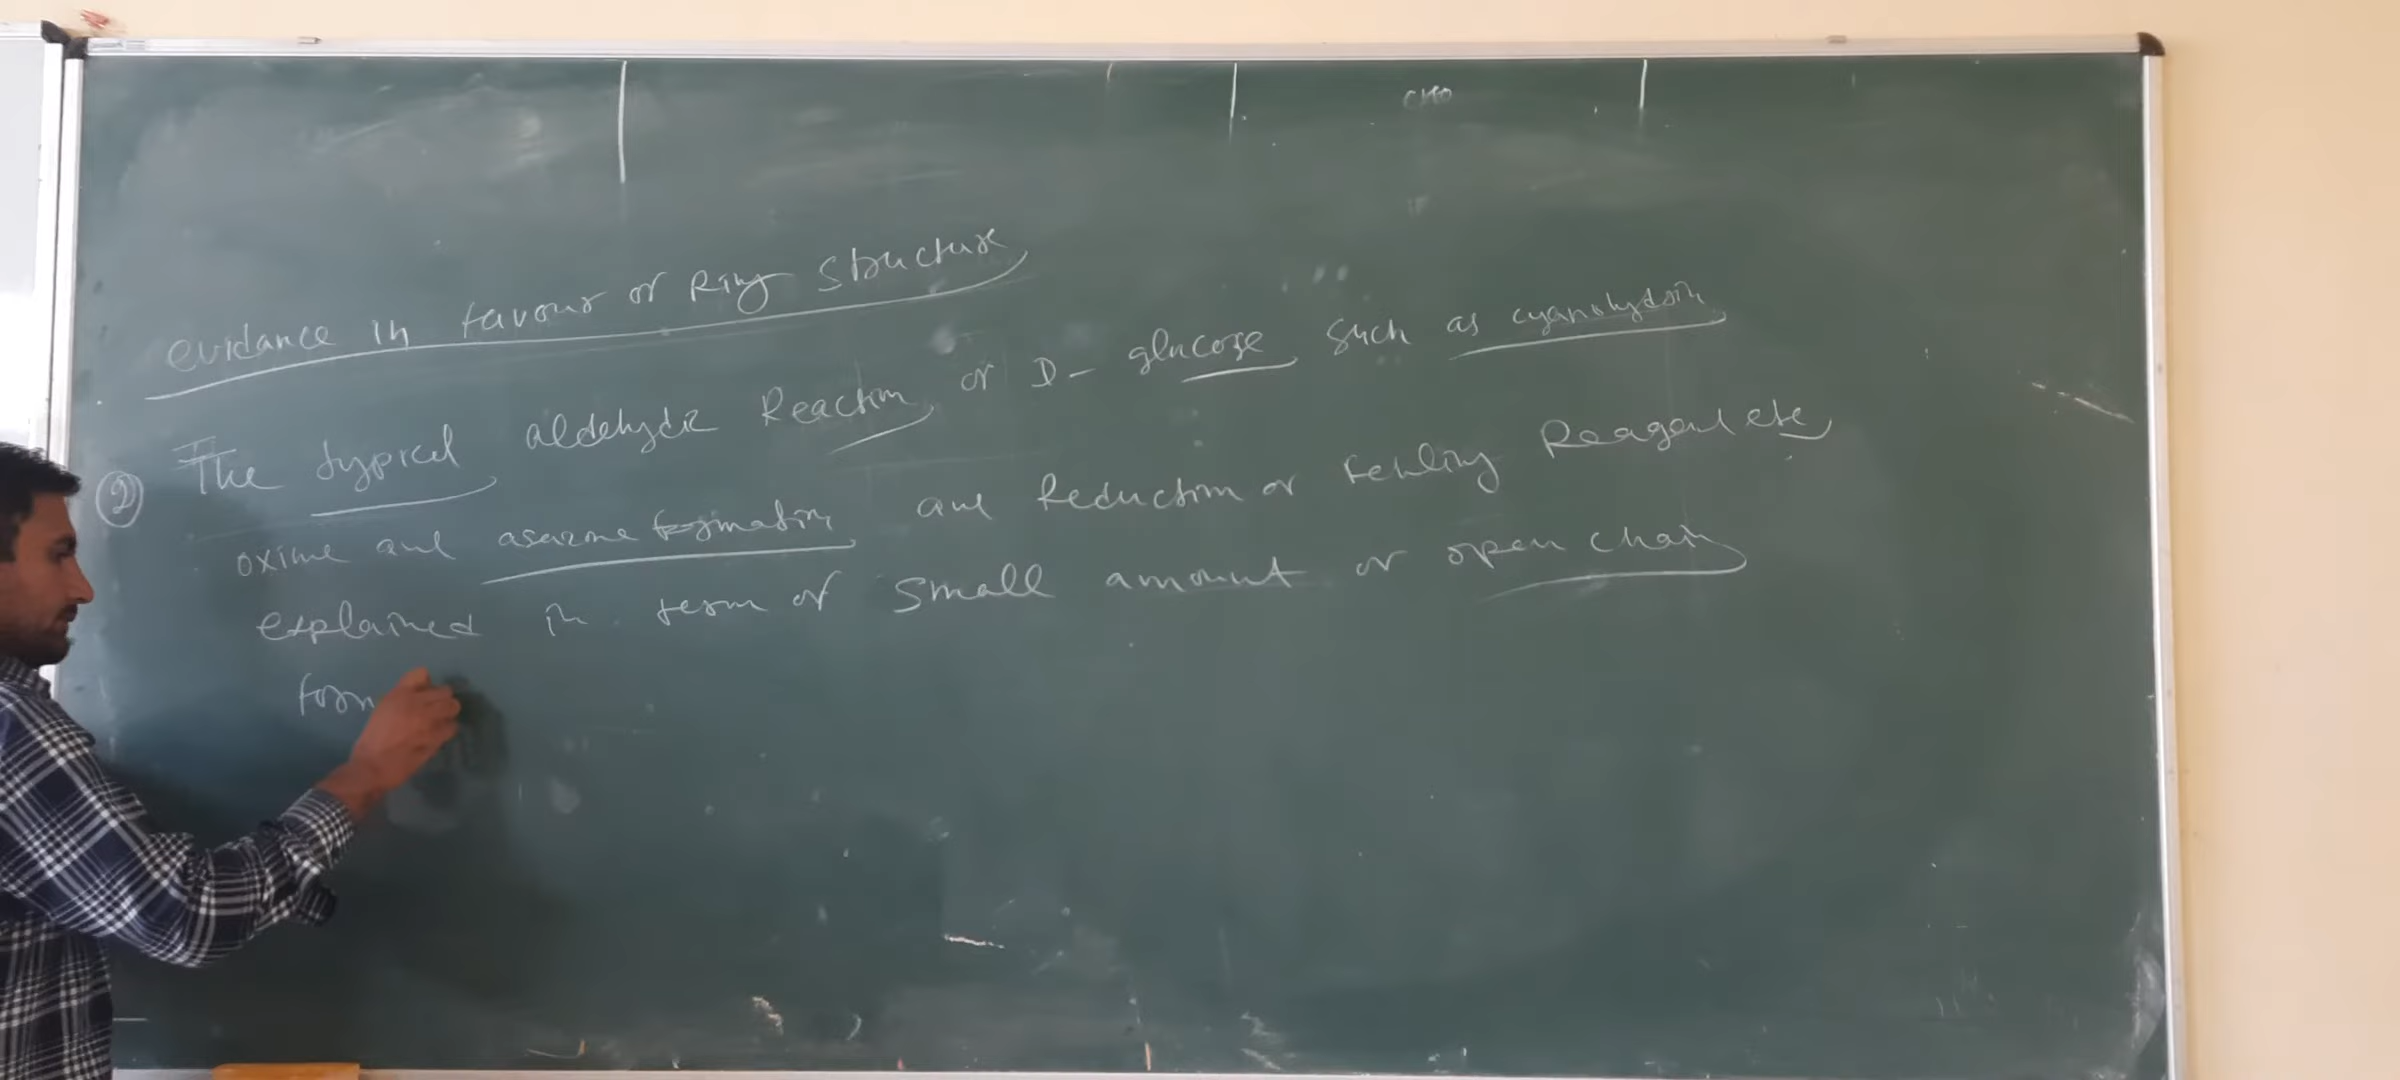 CHO
evidance in favour of Ring structure
② The typical aldehydic Reaction of D- glucose such as cyanohydrin
oxime and osazone formation and Reduction of Fehling Reagent etc
explained in term of small amount of open chain
form